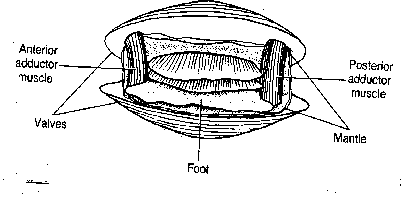 Anterior
adductor
muscle
Posterior
adductor
muscle
Valves
Mantle
Foot